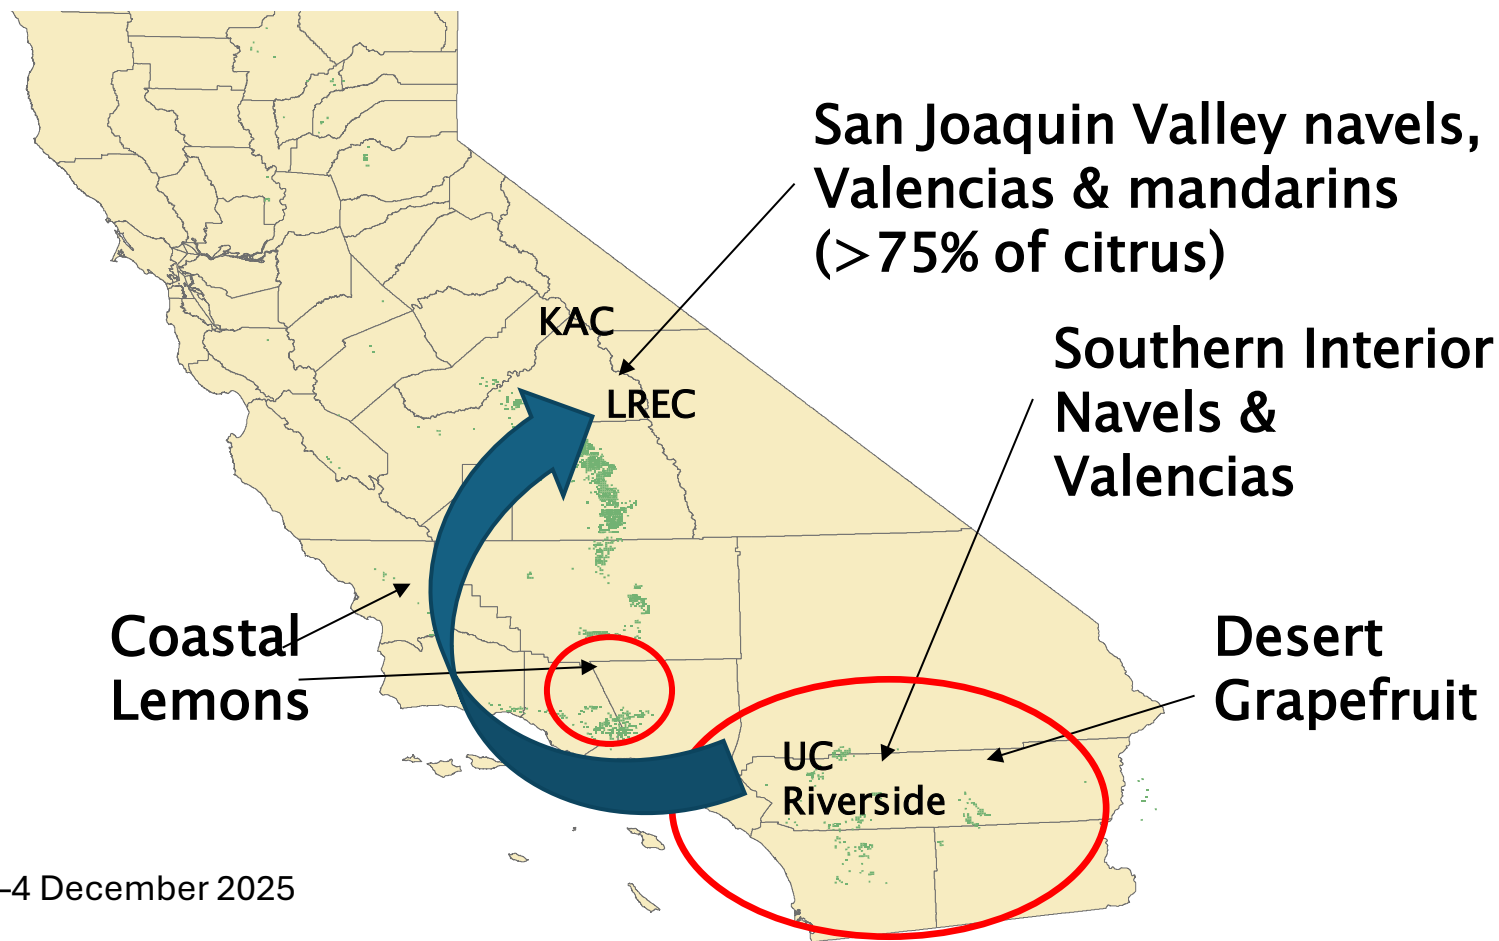 San Joaquin Valley navels,
Valencias & mandarins
(>75% of citrus)
KAC
LREC
Southern Interior
Navels &
Valencias
Coastal
Lemons
Desert
Grapefruit
UC
Riverside
–4 December 2025